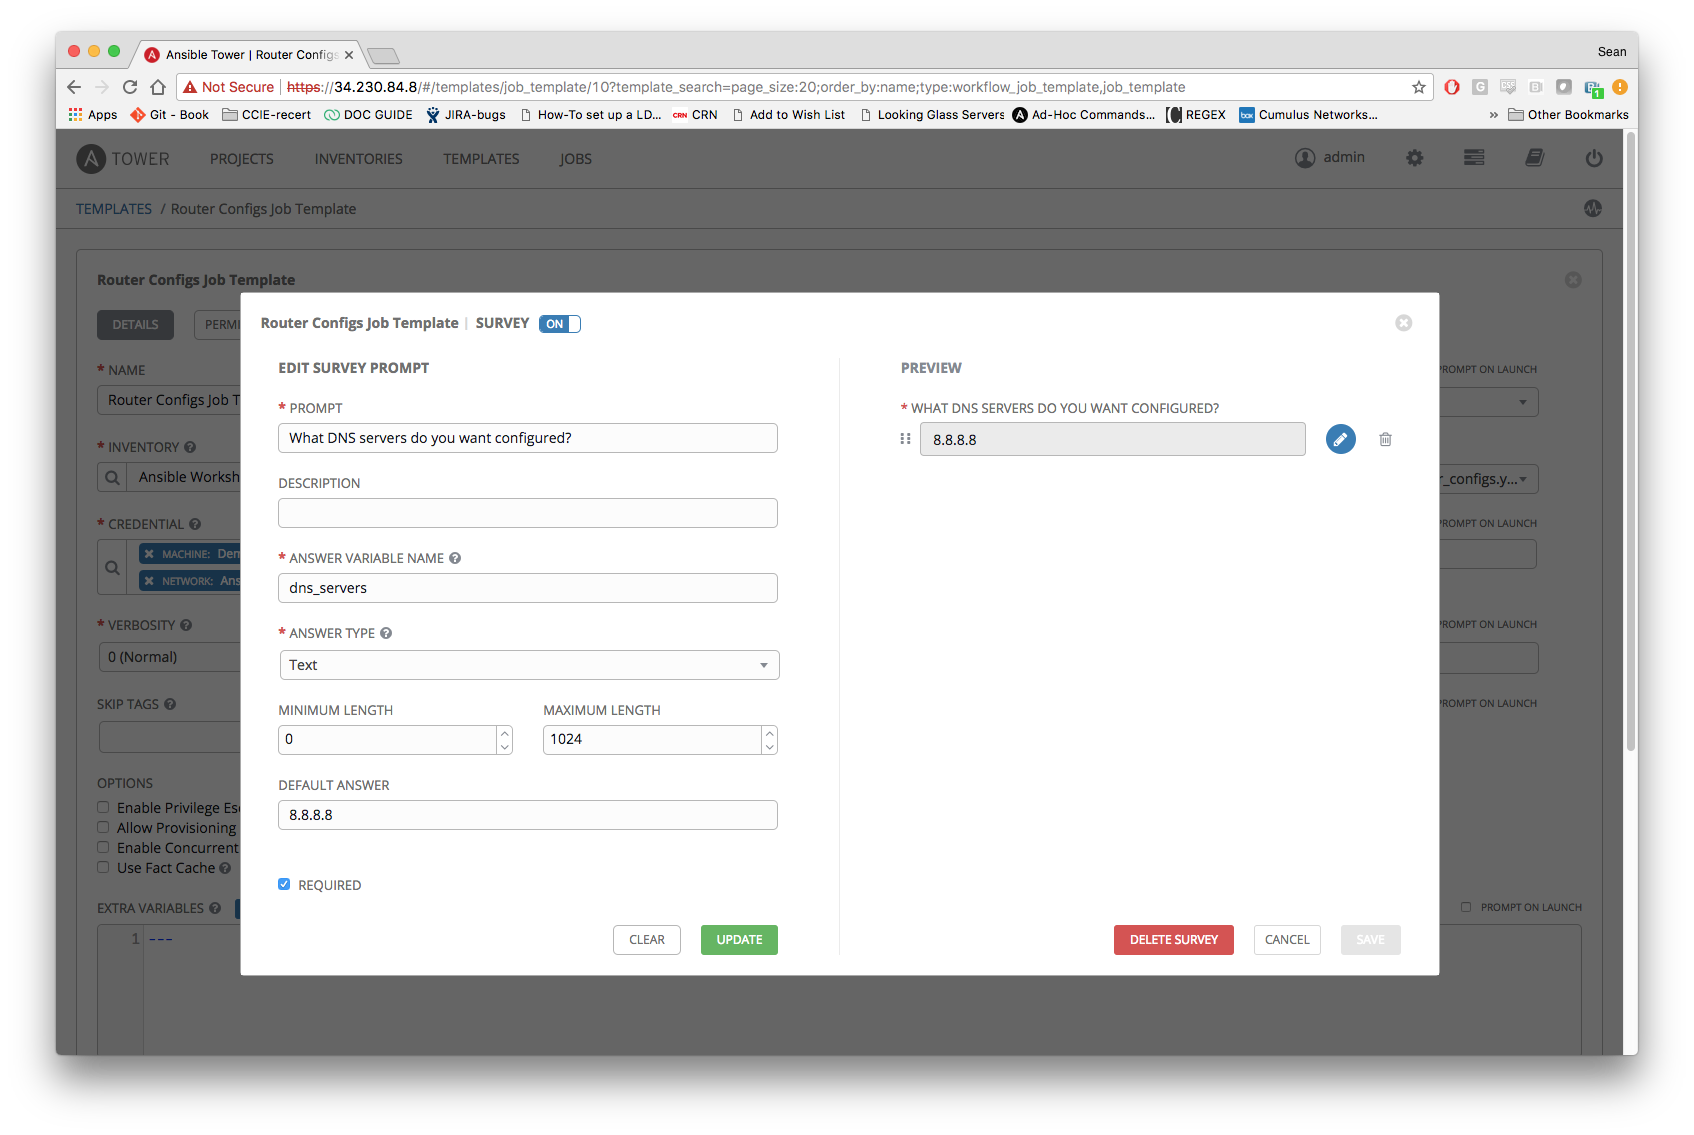 Ansible Tower | Router Configs
Sean
Not Secure https://34.230.84.8/#/templates/job_template/10?template_search=page_size:20;order_by:name;type:workflow_job_template,job_template
Apps Git - Book CCIE-recert DOC GUIDE JIRA-bugs How-To set up a LD... CRN CRN Add to Wish List Looking Glass Servers Ad-Hoc Commands... REGEX box Cumulus Networks... » Other Bookmarks
A TOWER PROJECTS INVENTORIES TEMPLATES JOBS admin
TEMPLATES / Router Configs Job Template
Router Configs Job Template
DETAILS PERMI
Router Configs Job Template | SURVEY ON
EDIT SURVEY PROMPT
PREVIEW
* NAME
ROMPT ON LAUNCH
Router Configs Job T
* PROMPT
What DNS servers do you want configured?
* WHAT DNS SERVERS DO YOU WANT CONFIGURED?
8.8.8.8
* INVENTORY
Ansible Worksh
r_configs.y...
DESCRIPTION
* CREDENTIAL
ROMPT ON LAUNCH
MACHINE: Dem
NETWORK: Ans
* ANSWER VARIABLE NAME
dns_servers
* VERBOSITY
ROMPT ON LAUNCH
0 (Normal)
* ANSWER TYPE
Text
SKIP TAGS
ROMPT ON LAUNCH
MINIMUM LENGTH MAXIMUM LENGTH
0 1024
OPTIONS
Enable Privilege Esc
Allow Provisioning
Enable Concurrent
Use Fact Cache
DEFAULT ANSWER
8.8.8.8
REQUIRED
EXTRA VARIABLES
PROMPT ON LAUNCH
1 ---
CLEAR UPDATE
DELETE SURVEY CANCEL SAVE